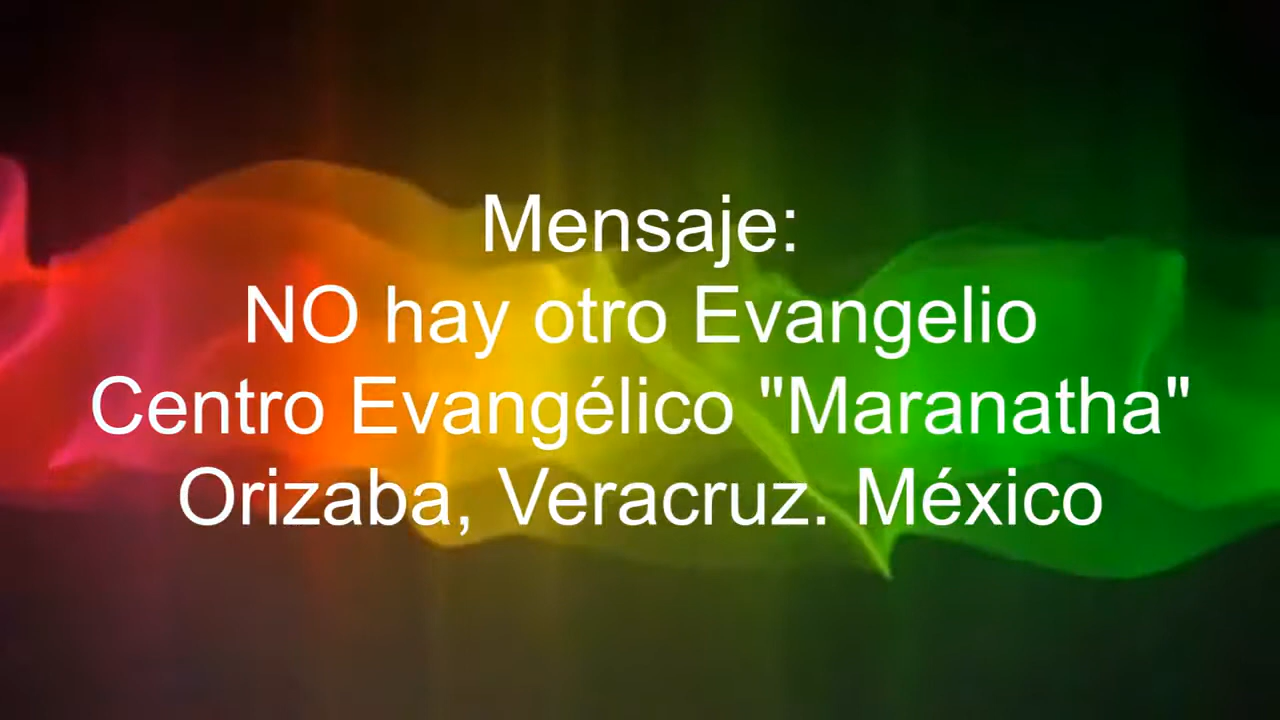 Mensaje:
NO hay otro Evangelio
Centro Evangélico "Maranatha"
Orizaba, Veracruz. México